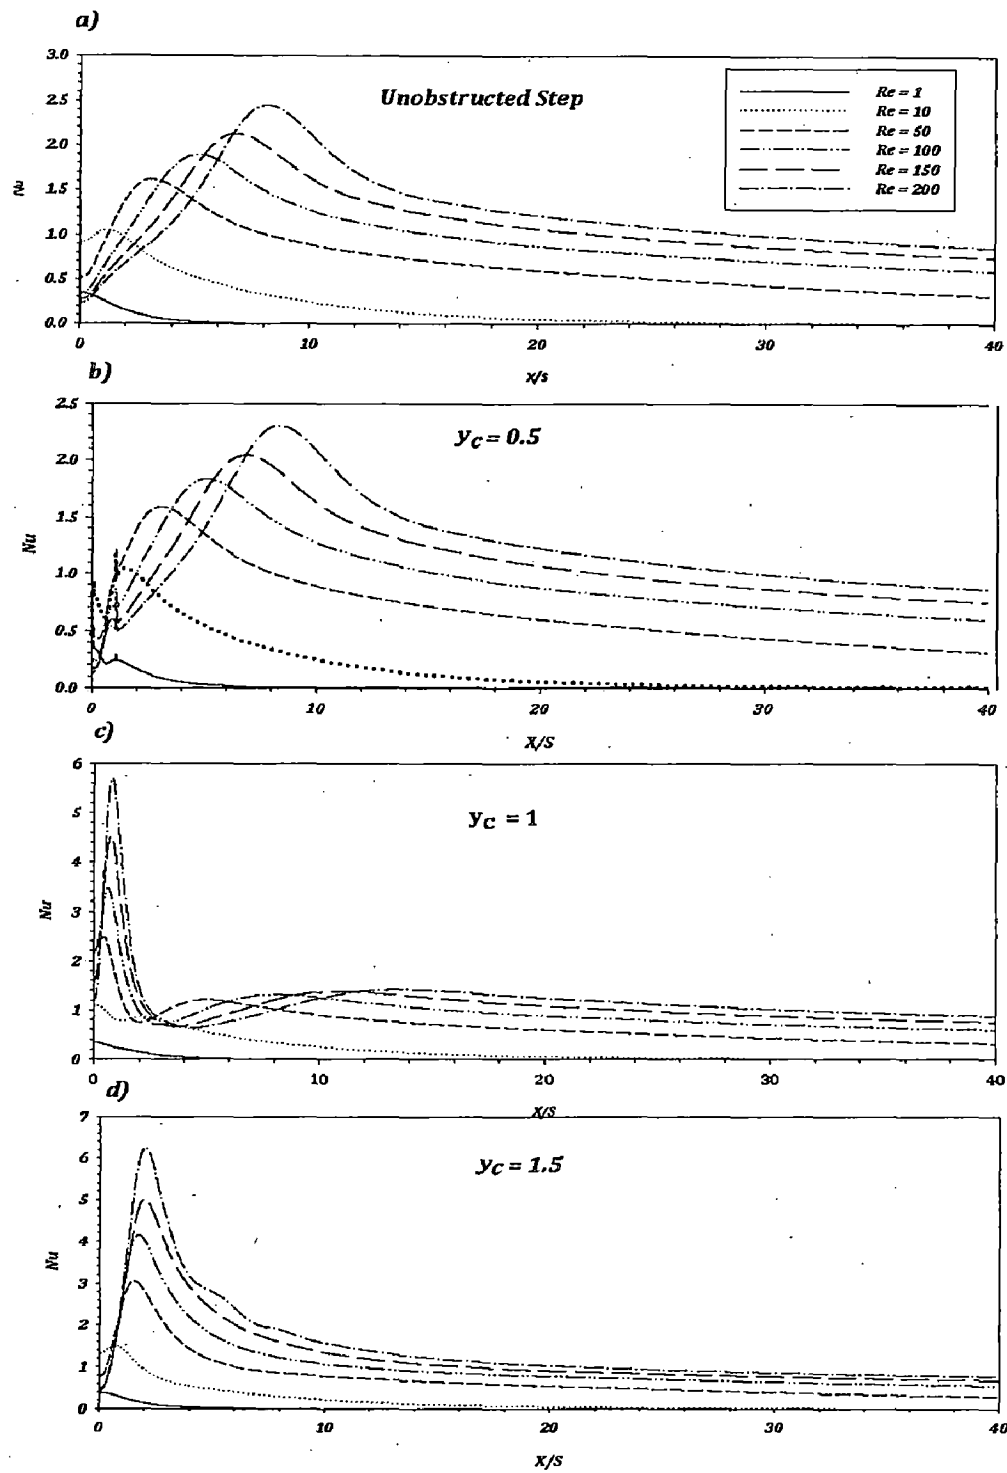 a)
3.0
2.5
2.0
1.5
1.0
0.5
0.0
Nu
Unobstructed Step
Re = 1
Re = 10
Re = 50
Re = 100
Re = 150
Re = 200
0 10 20 30 40
X/S
b)
2.5
2.0
1.5
1.0
0.5
0.0
Nu
yC = 0.5
0 10 20 30 40
X/S
c)
6
5
4
3
2
1
0
Nu
yC = 1
0 10 20 30 40
X/S
d)
7
6
5
4
3
2
1
0
Nu
yC = 1.5
0 10 20 30 40
X/S